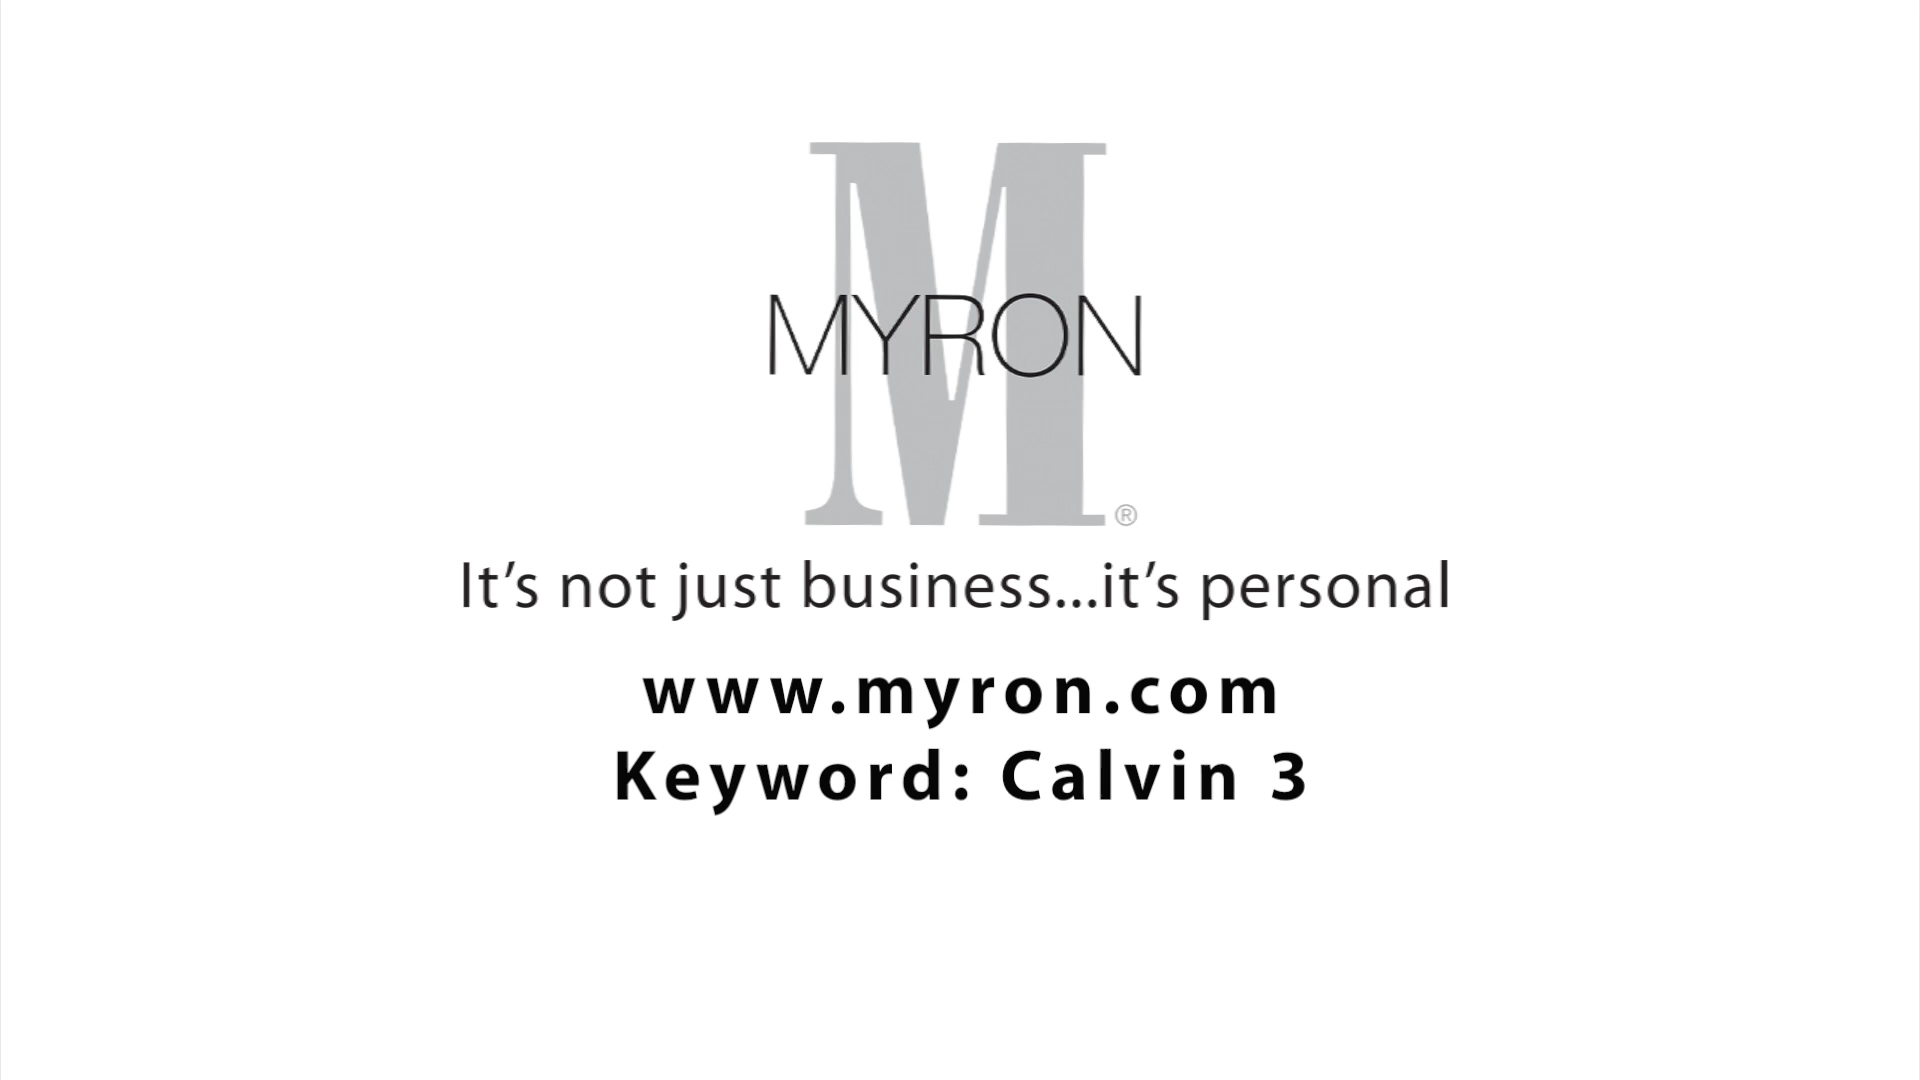 M
MYRON
®
It’s not just business...it’s personal
www.myron.com
Keyword: Calvin 3